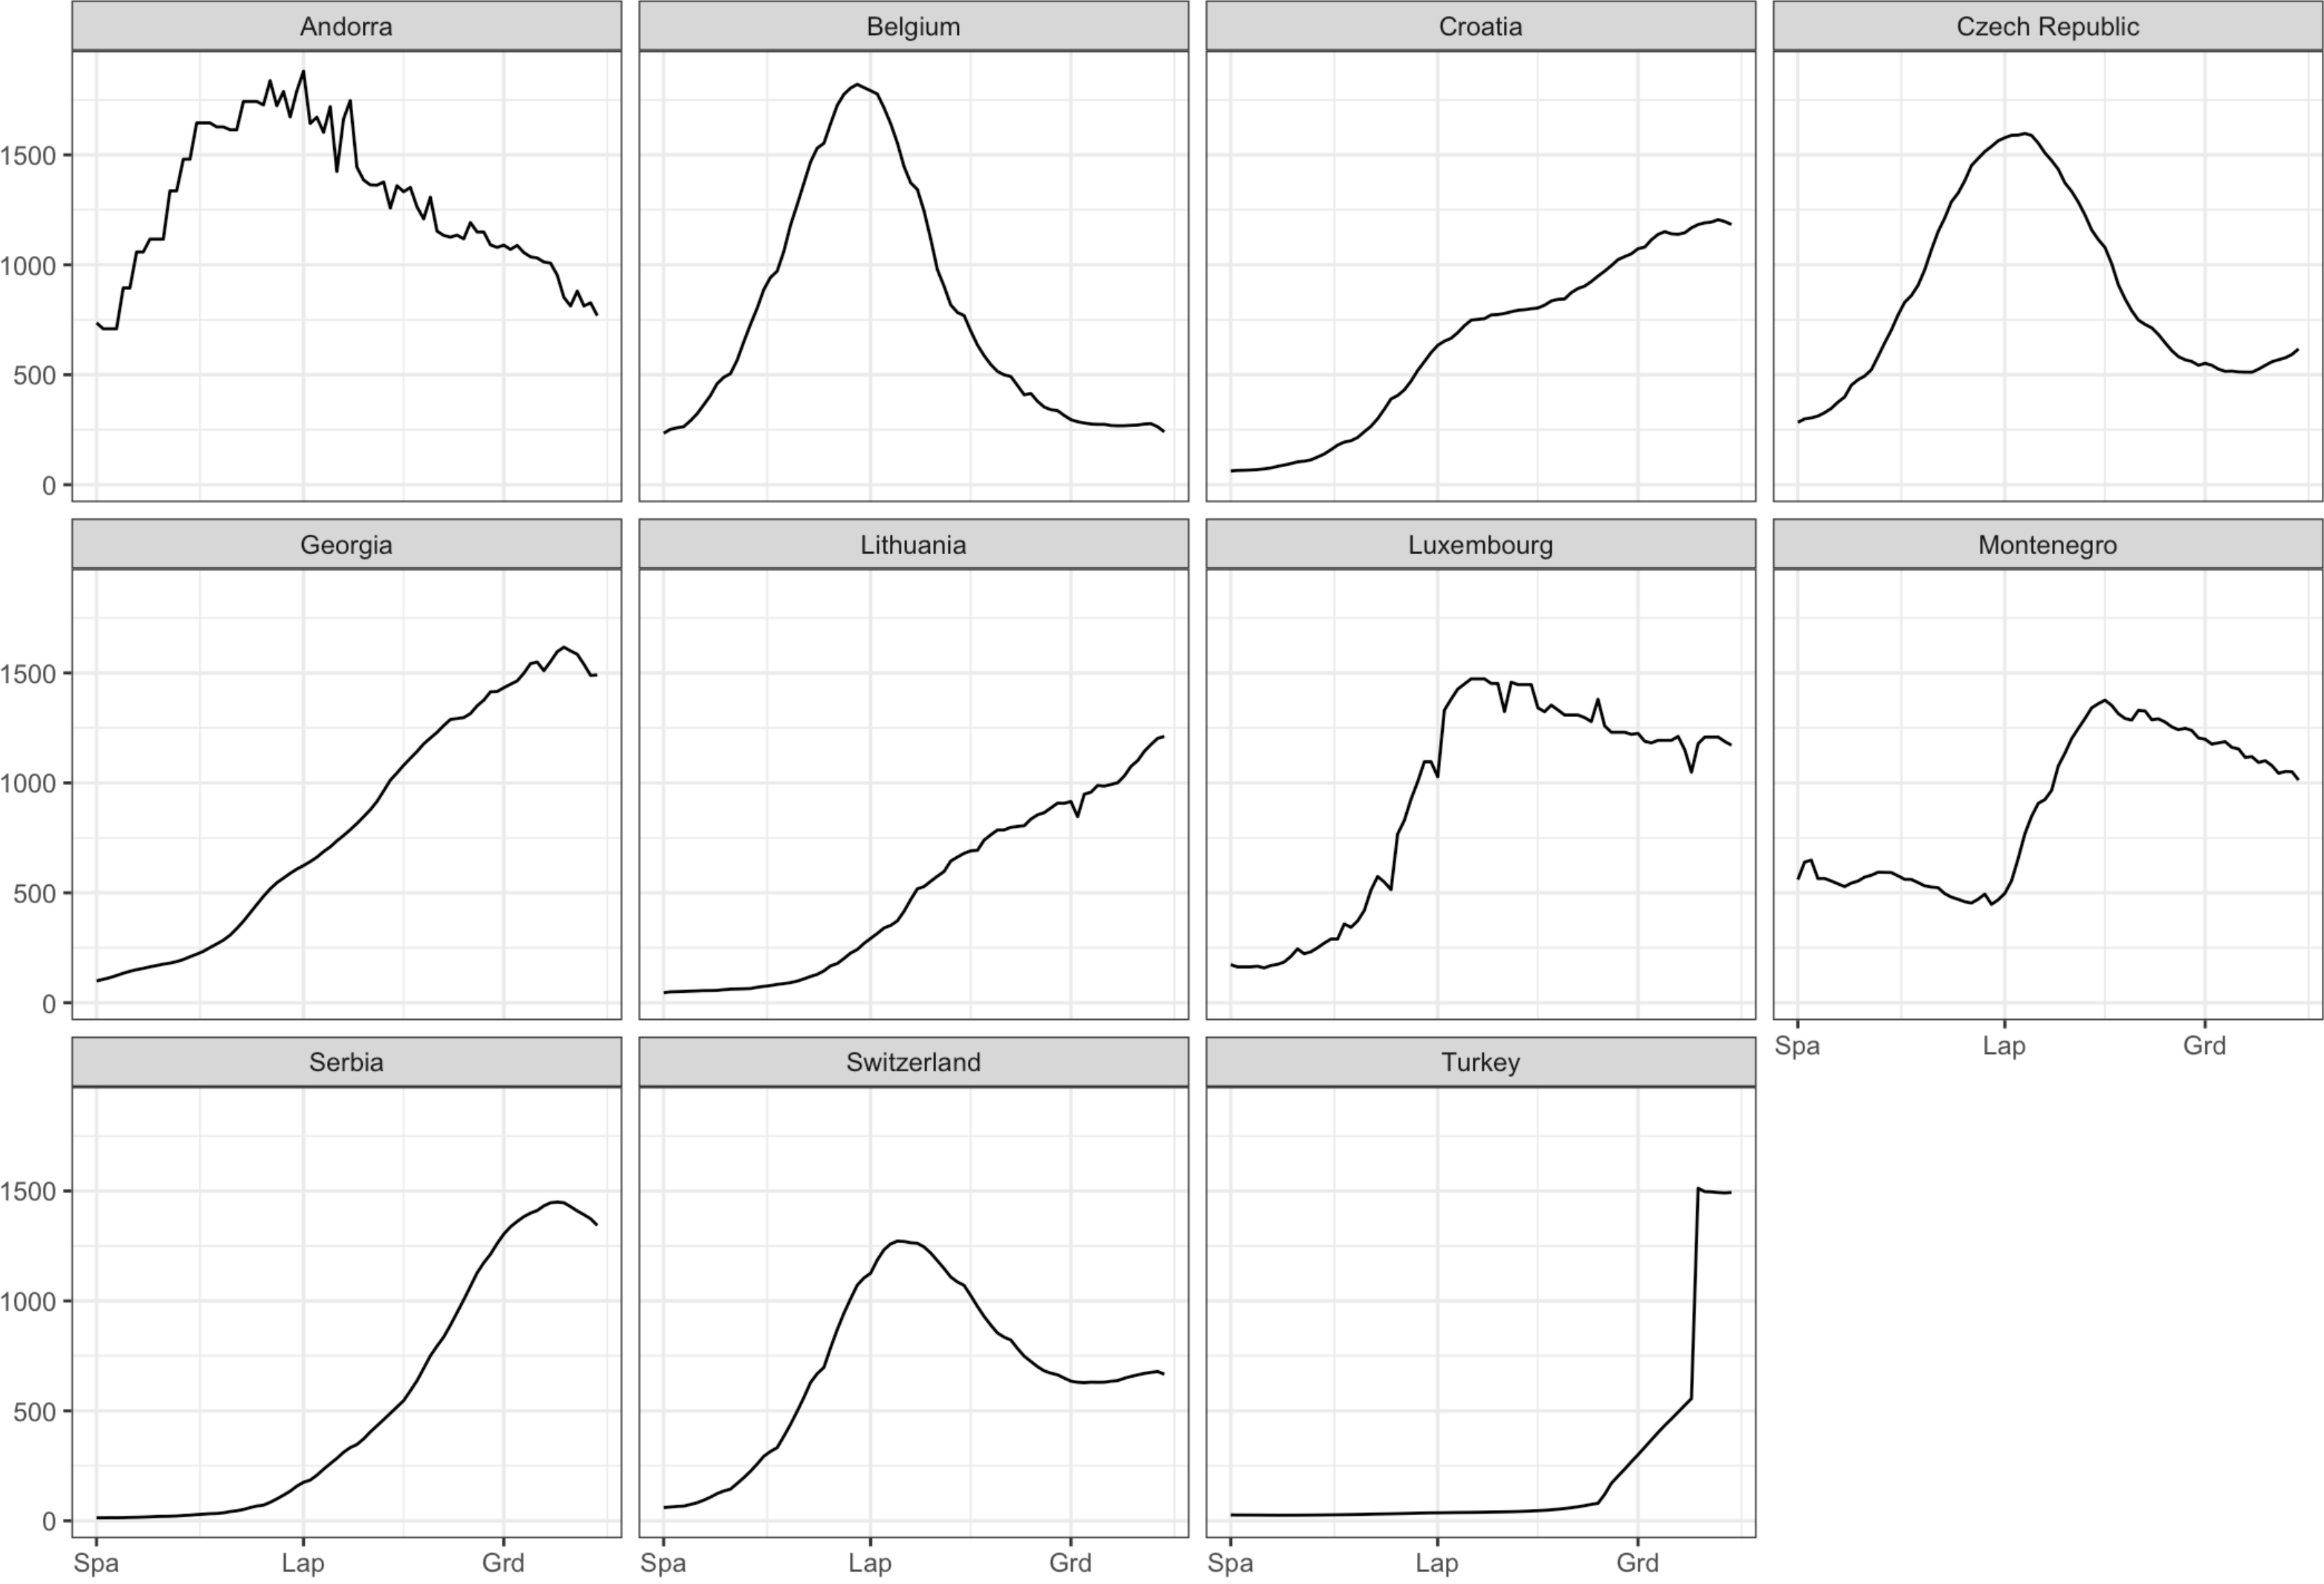 Andorra Belgium Croatia Czech Republic
1500
1000
500
0
Georgia Lithuania Luxembourg Montenegro
1500
1000
500
0
Spa Lap Grd
Serbia Switzerland Turkey
1500
1000
500
0
Spa Lap Grd Spa Lap Grd Spa Lap Grd